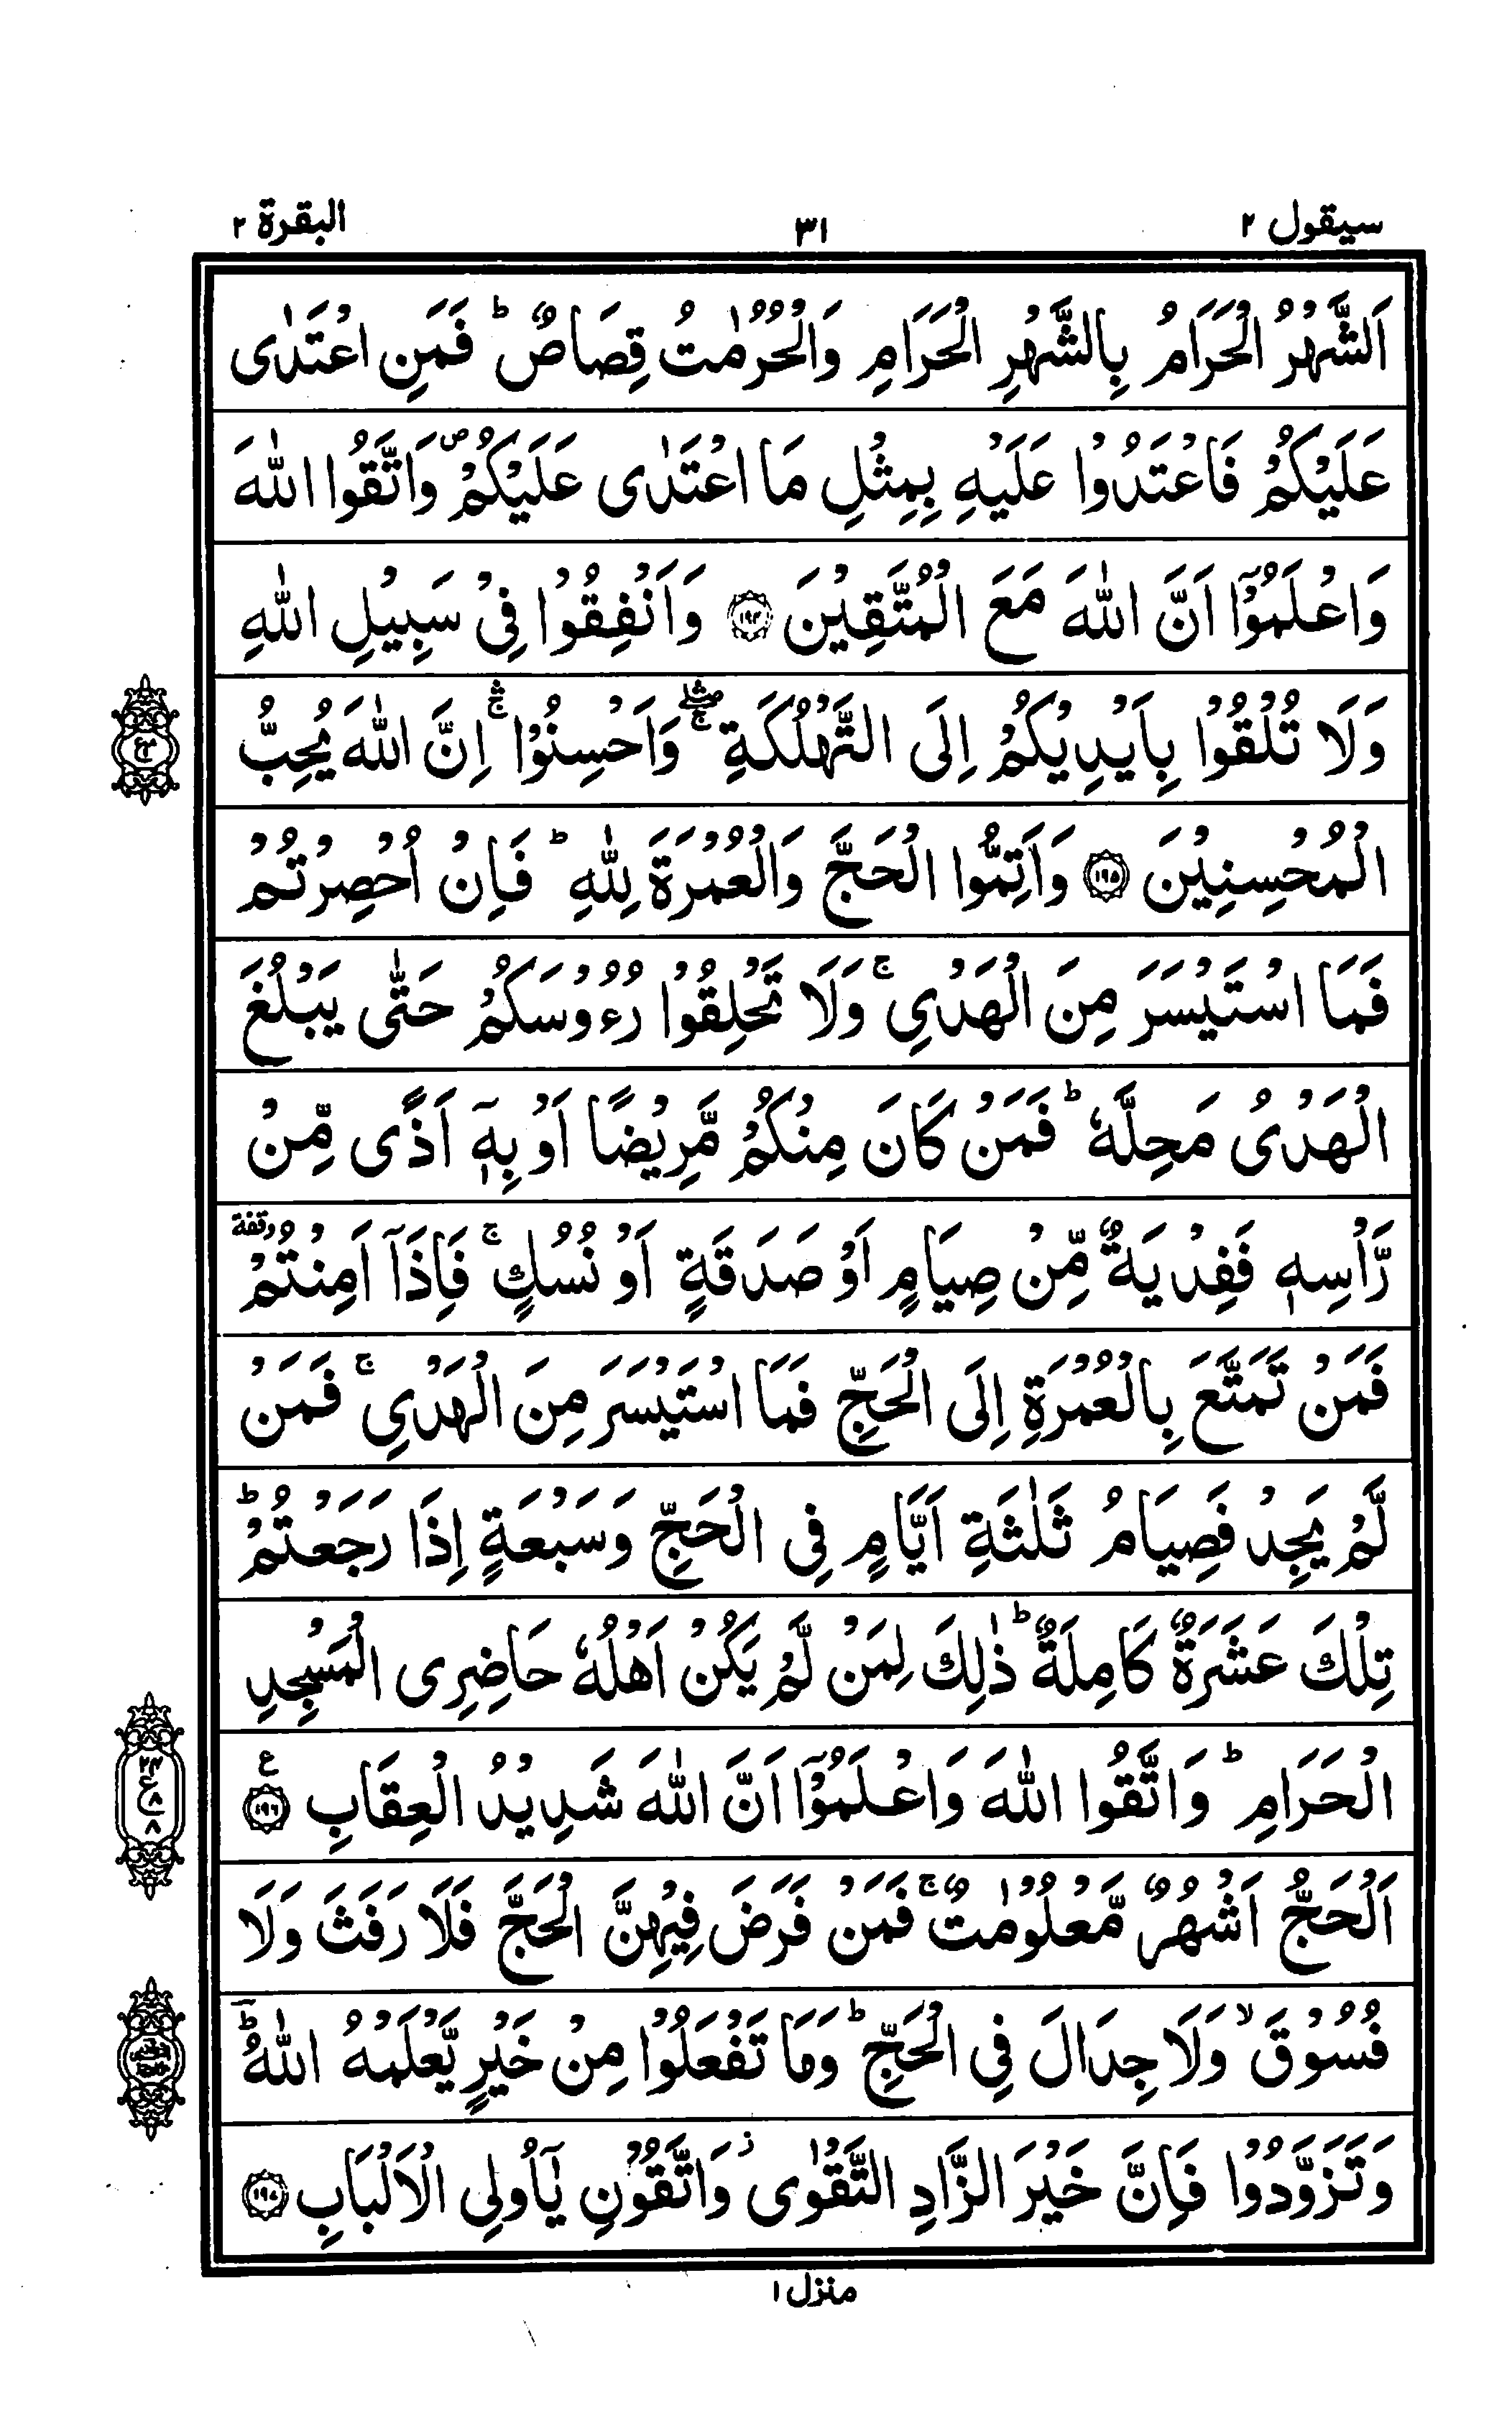 سيقول ٢ ٣١ البقرة ٢
اَلشَّهْرُ الْحَرَامُ بِالشَّهْرِ الْحَرَامِ وَالْحُرُمٰتُ قِصَاصٌ ؕ فَمَنِ اعْتَدٰى
عَلَيْكُمْ فَاعْتَدُوْا عَلَيْهِ بِمِثْلِ مَا اعْتَدٰى عَلَيْكُمْ ۪ وَاتَّقُوا اللّٰهَ
وَاعْلَمُوْۤا اَنَّ اللّٰهَ مَعَ الْمُتَّقِيْنَ ﴿۱۹۴﴾ وَاَنْفِقُوْا فِيْ سَبِيْلِ اللّٰهِ
وَلَا تُلْقُوْا بِاَيْدِيْكُمْ اِلَى التَّهْلُكَةِ ۛۖۚ وَاَحْسِنُوْا ۛۚ اِنَّ اللّٰهَ يُحِبُّ
الْمُحْسِنِيْنَ ﴿۱۹۵﴾ وَاَتِمُّوا الْحَجَّ وَالْعُمْرَةَ لِلّٰهِ ؕ فَاِنْ اُحْصِرْتُمْ
فَمَا اسْتَيْسَرَ مِنَ الْهَدْيِ ۚ وَلَا تَحْلِقُوْا رُءُوْسَكُمْ حَتّٰى يَبْلُغَ
الْهَدْيُ مَحِلَّهٗ ؕ فَمَنْ كَانَ مِنْكُمْ مَّرِيْضًا اَوْ بِهٖۤ اَذًى مِّنْ
رَّاْسِهٖ فَفِدْيَةٌ مِّنْ صِيَامٍ اَوْ صَدَقَةٍ اَوْ نُسُكٍ ۚ فَاِذَاۤ اَمِنْتُمْ وقفة
فَمَنْ تَمَتَّعَ بِالْعُمْرَةِ اِلَى الْحَجِّ فَمَا اسْتَيْسَرَ مِنَ الْهَدْيِ ۚ فَمَنْ
لَّمْ يَجِدْ فَصِيَامُ ثَلٰثَةِ اَيَّامٍ فِي الْحَجِّ وَسَبْعَةٍ اِذَا رَجَعْتُمْ ؕ
تِلْكَ عَشَرَةٌ كَامِلَةٌ ؕ ذٰلِكَ لِمَنْ لَّمْ يَكُنْ اَهْلُهٗ حَاضِرِى الْمَسْجِدِ
الْحَرَامِ ؕ وَاتَّقُوا اللّٰهَ وَاعْلَمُوْۤا اَنَّ اللّٰهَ شَدِيْدُ الْعِقَابِ ﴿۱۹۶﴾ ع
اَلْحَجُّ اَشْهُرٌ مَّعْلُوْمٰتٌ ۚ فَمَنْ فَرَضَ فِيْهِنَّ الْحَجَّ فَلَا رَفَثَ وَلَا
فُسُوْقَ ۙ وَلَا جِدَالَ فِي الْحَجِّ ؕ وَمَا تَفْعَلُوْا مِنْ خَيْرٍ يَّعْلَمْهُ اللّٰهُ ؕ
وَتَزَوَّدُوْا فَاِنَّ خَيْرَ الزَّادِ التَّقْوٰى ۫ وَاتَّقُوْنِ يٰۤاُولِى الْاَلْبَابِ ﴿۱۹۷﴾
منزل ١